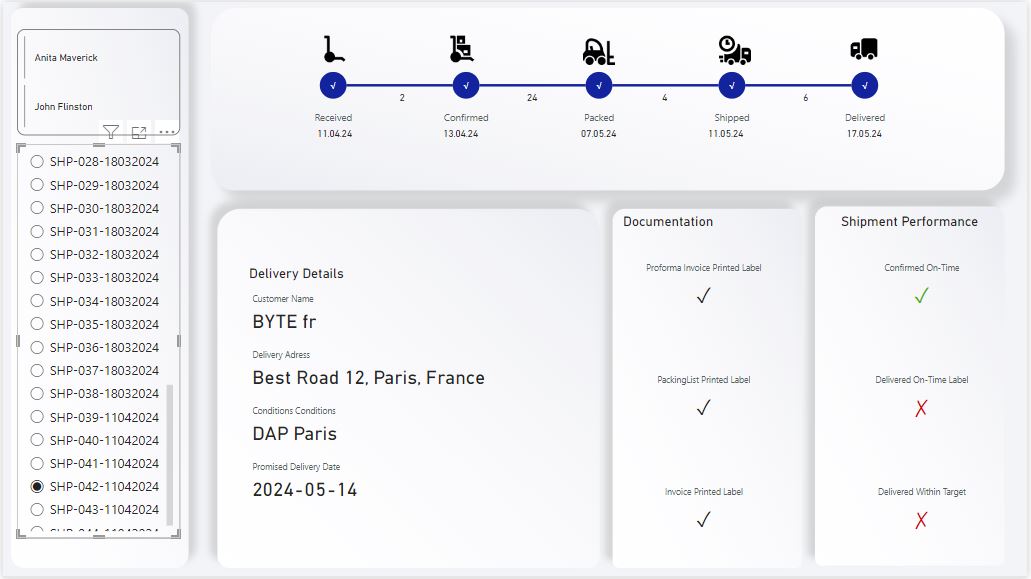 Anita Maverick
John Flinston
SHP-028-18032024
SHP-029-18032024
SHP-030-18032024
SHP-031-18032024
SHP-032-18032024
SHP-033-18032024
SHP-034-18032024
SHP-035-18032024
SHP-036-18032024
SHP-037-18032024
SHP-038-18032024
SHP-039-11042024
SHP-040-11042024
SHP-041-11042024
SHP-042-11042024
SHP-043-11042024
2 24 4 6
Received Confirmed Packed Shipped Delivered
11.04.24 13.04.24 07.05.24 11.05.24 17.05.24
Delivery Details
Customer Name
BYTE fr
Delivery Adress
Best Road 12, Paris, France
Conditions Conditions
DAP Paris
Promised Delivery Date
2024-05-14
Documentation
Proforma Invoice Printed Label
✓
PackingList Printed Label
✓
Invoice Printed Label
✓
Shipment Performance
Confirmed On-Time
✓
Delivered On-Time Label
✗
Delivered Within Target
✗